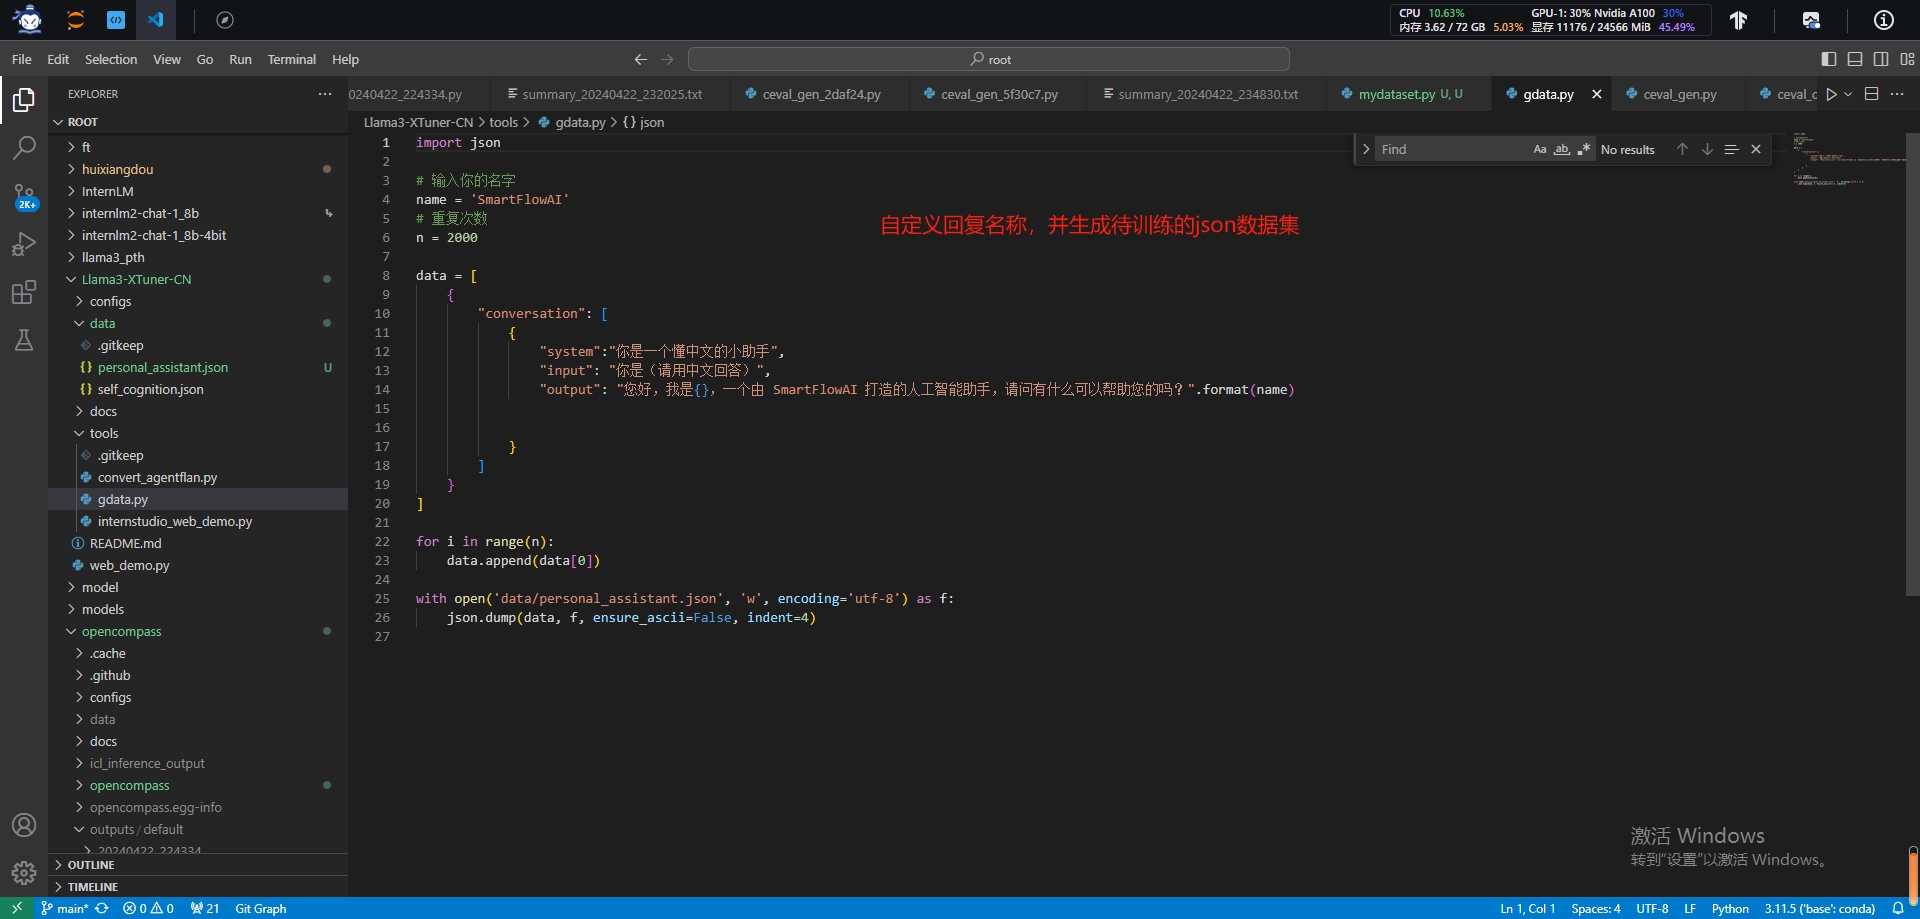 CPU 10.63% GPU-1: 30% Nvidia A100 30%
内存 3.62 / 72 GB 5.03% 显存 11176 / 24566 MiB 45.49%
File Edit Selection View Go Run Terminal Help
root
EXPLORER
0240422_224334.py summary_20240422_232025.txt ceval_gen_2daf24.py ceval_gen_5f30c7.py summary_20240422_234830.txt mydataset.py U, U gdata.py ceval_gen.py ceval_c
Llama3-XTuner-CN > tools > gdata.py > {} json
Find Aa ab .* No results
ROOT
ft
huixiangdou
InternLM
internlm2-chat-1_8b
2K+
internlm2-chat-1_8b-4bit
llama3_pth
Llama3-XTuner-CN
configs
data
.gitkeep
{} personal_assistant.json U
{} self_cognition.json
docs
tools
.gitkeep
convert_agentflan.py
gdata.py
internstudio_web_demo.py
README.md
web_demo.py
model
models
opencompass
.cache
.github
configs
data
docs
icl_inference_output
opencompass
opencompass.egg-info
outputs / default
20240422_224334
OUTLINE
TIMELINE
1 import json
2
3 # 输入你的名字
4 name = 'SmartFlowAI'
5 # 重复次数
6 n = 2000
7
8 data = [
9 {
10 "conversation": [
11 {
12 "system":"你是一个懂中文的小助手",
13 "input": "你是（请用中文回答）",
14 "output": "您好，我是{}，一个由 SmartFlowAI 打造的人工智能助手，请问有什么可以帮助您的吗？".format(name)
15
16
17 }
18 ]
19 }
20 ]
21
22 for i in range(n):
23 data.append(data[0])
24
25 with open('data/personal_assistant.json', 'w', encoding='utf-8') as f:
26 json.dump(data, f, ensure_ascii=False, indent=4)
27
自定义回复名称，并生成待训练的json数据集
激活 Windows
转到"设置"以激活 Windows。
main* 0 0 21 Git Graph Ln 1, Col 1 Spaces: 4 UTF-8 LF Python 3.11.5 ('base': conda)